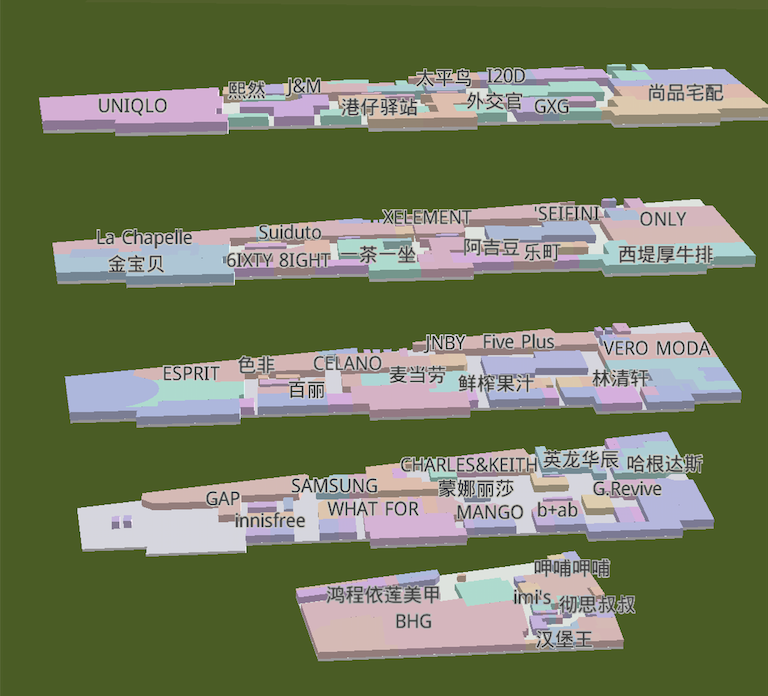 太平鸟 I20D
熙然 J&M
尚品宅配
UNIQLO 港仔驿站 外交官 GXG
XELEMENT 'SEIFINI ONLY
La Chapelle Suiduto
金宝贝 6IXTY 8IGHT 一茶一坐 阿吉豆 乐町 西堤厚牛排
JNBY Five Plus VERO MODA
ESPRIT 色非 CELANO
百丽 麦当劳 鲜榨果汁 林清轩
CHARLES&KEITH 英龙华辰 哈根达斯
GAP SAMSUNG 蒙娜丽莎 G.Revive
innisfree WHAT FOR MANGO b+ab
呷哺呷哺
鸿程依莲美甲 imi's 彻思叔叔
BHG
汉堡王